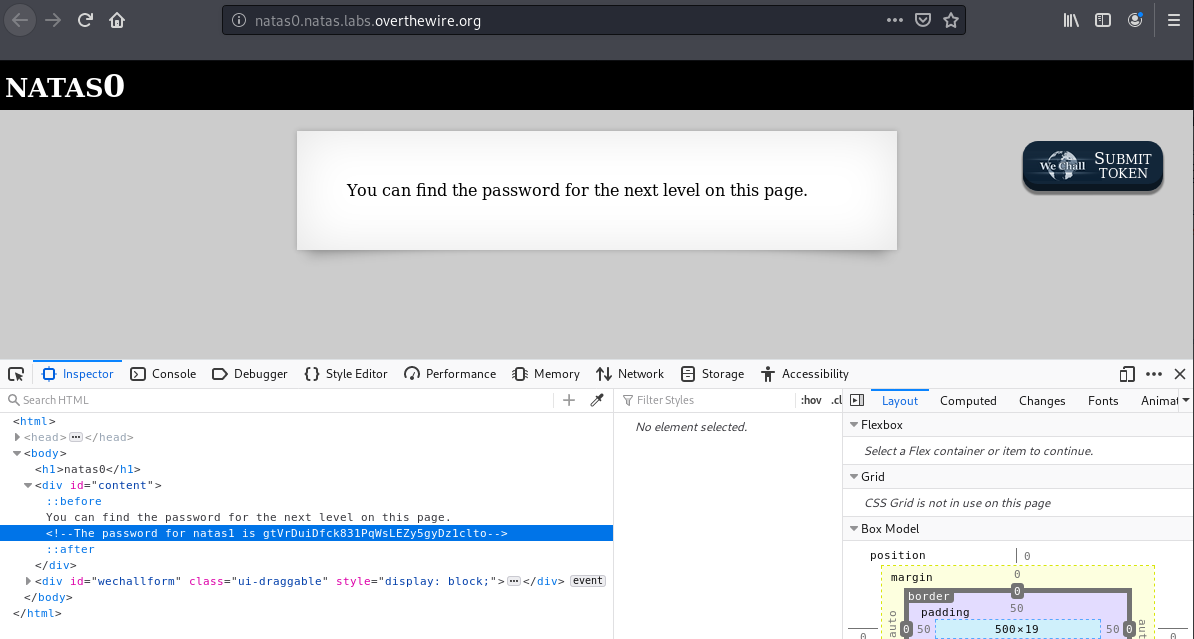 natas0.natas.labs.overthewire.org
NATAS0
You can find the password for the next level on this page.
We Chall SUBMIT
TOKEN
Inspector Console Debugger Style Editor Performance Memory Network Storage Accessibility
Search HTML
Filter Styles :hov .cl Layout Computed Changes Fonts Animat
<html>
<head> </head>
<body>
<h1>natas0</h1>
<div id="content">
::before
You can find the password for the next level on this page.
<!--The password for natas1 is gtVrDuiDfck831PqWsLEZy5gyDz1clto-->
::after
</div>
<div id="wechallform" class="ui-draggable" style="display: block;"> </div> event
</body>
</html>
No element selected.
Flexbox
Select a Flex container or item to continue.
Grid
CSS Grid is not in use on this page
Box Model
position 0
margin 0
border 0
padding 50
auto 0 50 500×19 50 0 aut
0 0